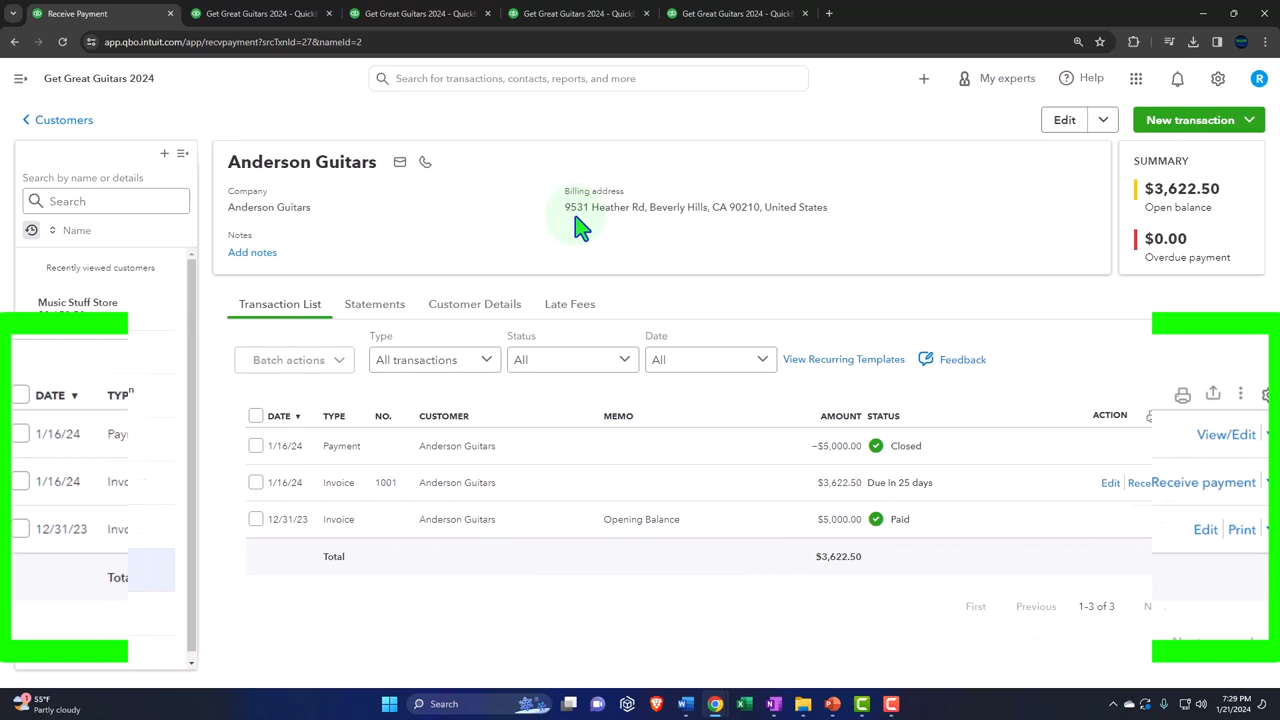 Receive Payment
Get Great Guitars 2024 - Quick
Get Great Guitars 2024 - Quick
Get Great Guitars 2024 - Quick
Get Great Guitars 2024 - Quick
app.qbo.intuit.com/app/recvpayment?srcTxnId=27&nameId=2
Get Great Guitars 2024
Search for transactions, contacts, reports, and more
My experts
Help
R
Customers
Edit
New transaction
Search by name or details
Search
Name
Recently viewed customers
Music Stuff Store
Anderson Guitars
Company
Anderson Guitars
Billing address
9531 Heather Rd, Beverly Hills, CA 90210, United States
Notes
Add notes
SUMMARY
$3,622.50
Open balance
$0.00
Overdue payment
Transaction List Statements Customer Details Late Fees
Type Status Date
Batch actions All transactions All All View Recurring Templates Feedback
DATE TYPE NO. CUSTOMER MEMO AMOUNT STATUS ACTION
1/16/24 Payment Anderson Guitars −$5,000.00 Closed
1/16/24 Invoice 1001 Anderson Guitars $3,622.50 Due in 25 days Edit
12/31/23 Invoice Anderson Guitars Opening Balance $5,000.00 Paid
Total $3,622.50
First Previous 1-3 of 3
DATE TYP
1/16/24 Payr
1/16/24 Invo
12/31/23 Invo
Tota
View/Edit
Receive payment
Edit Print
55°F
Partly cloudy
Search
7:29 PM
1/21/2024